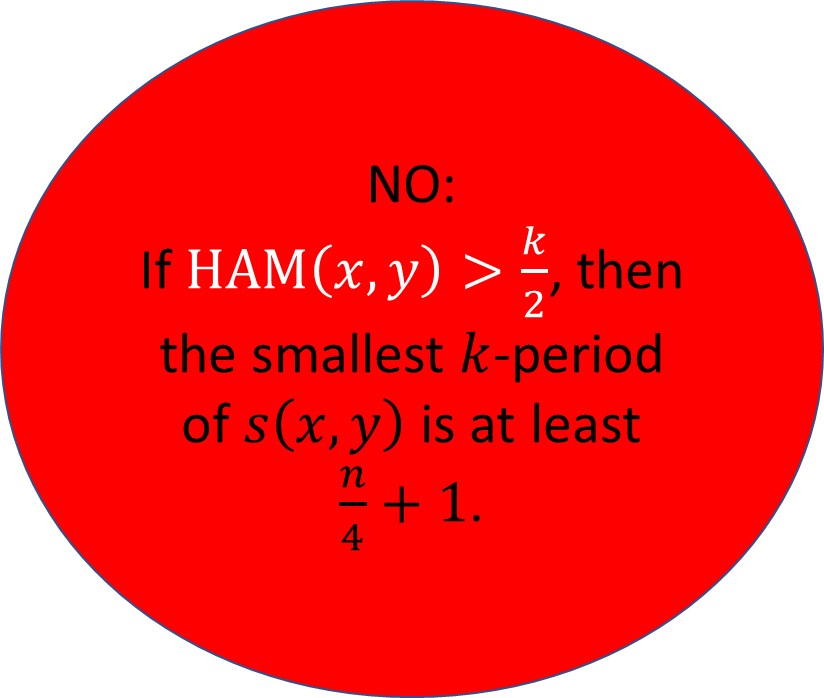 NO:
If HAM(x, y) > k/2, then
the smallest k-period
of s(x, y) is at least
n/4 + 1.